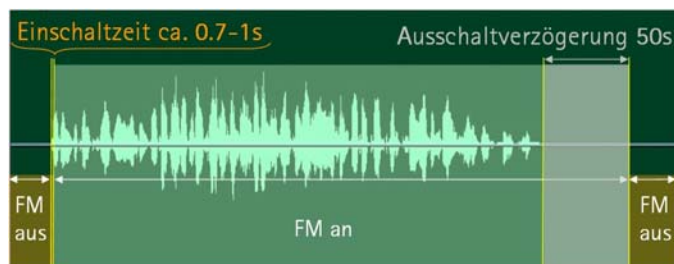 Einschaltzeit ca. 0.7-1s
Ausschaltverzögerung 50s
FM
aus
FM an
FM
aus